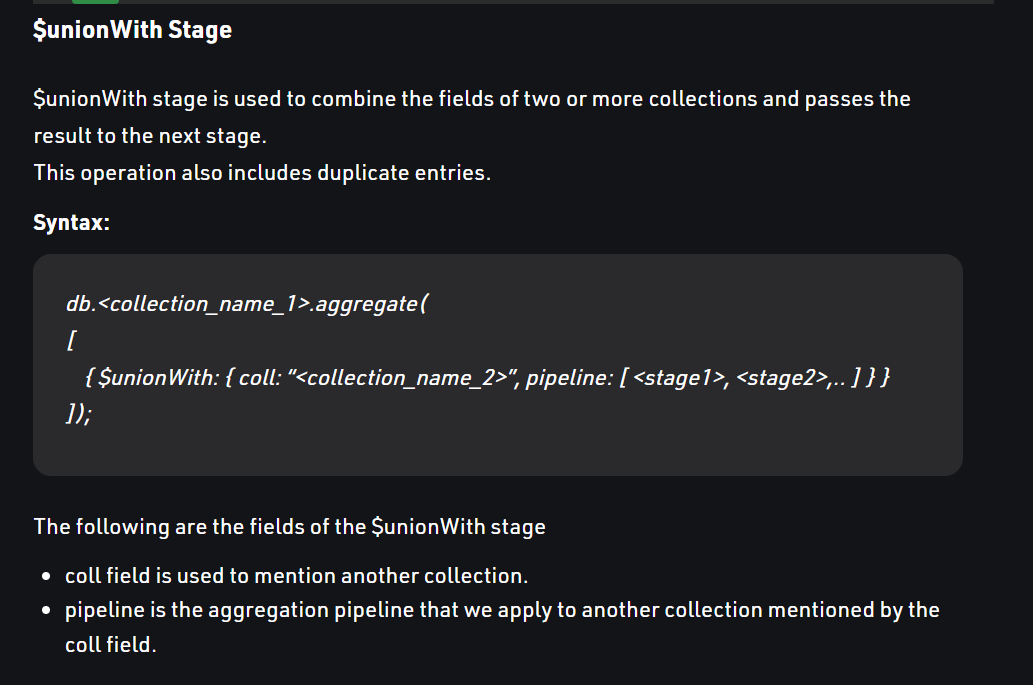 $unionWith Stage
$unionWith stage is used to combine the fields of two or more collections and passes the
result to the next stage.
This operation also includes duplicate entries.
Syntax:
db.<collection_name_1>.aggregate(
[
{ $unionWith: { coll: “<collection_name_2>”, pipeline: [ <stage1>, <stage2>,.. ] } }
]);
The following are the fields of the $unionWith stage
• coll field is used to mention another collection.
• pipeline is the aggregation pipeline that we apply to another collection mentioned by the
coll field.